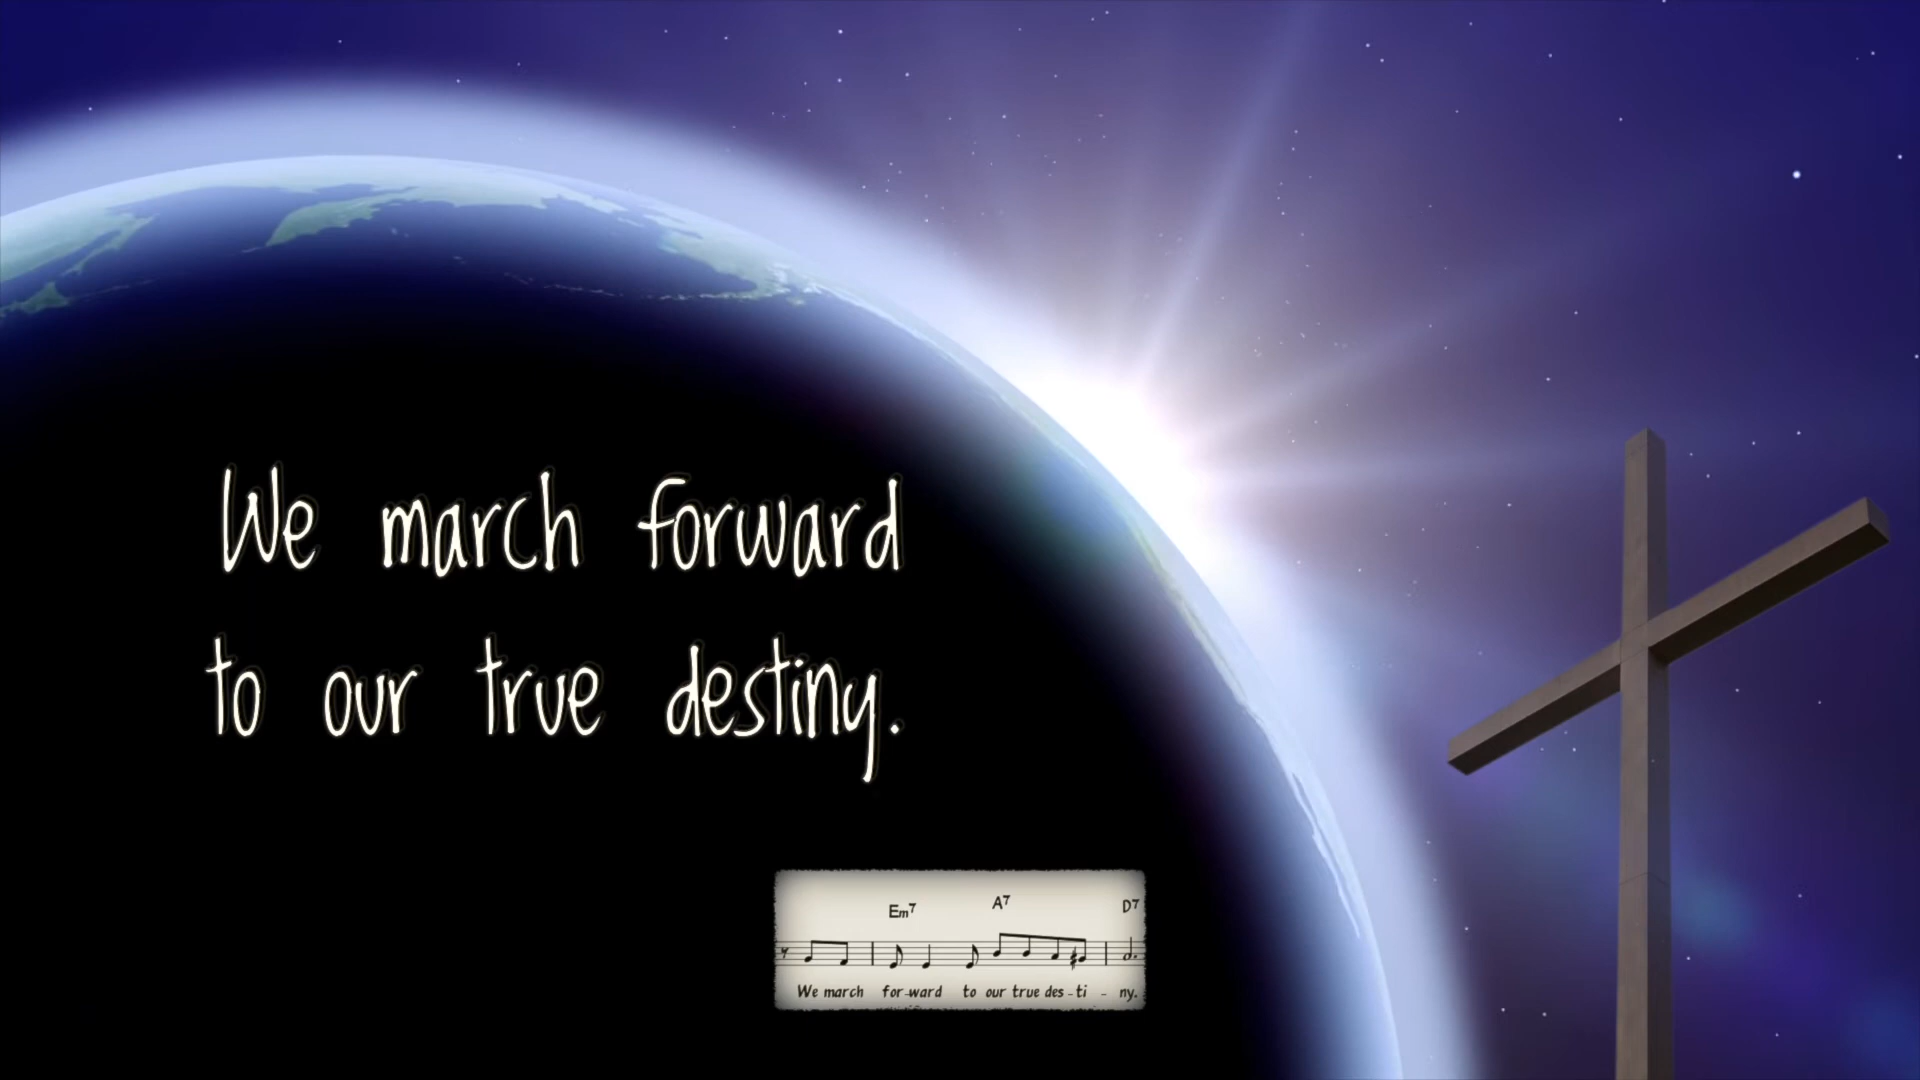 We march forward
to our true destiny.
Em7 A7 D7
We march for-ward to our true des-ti - ny.